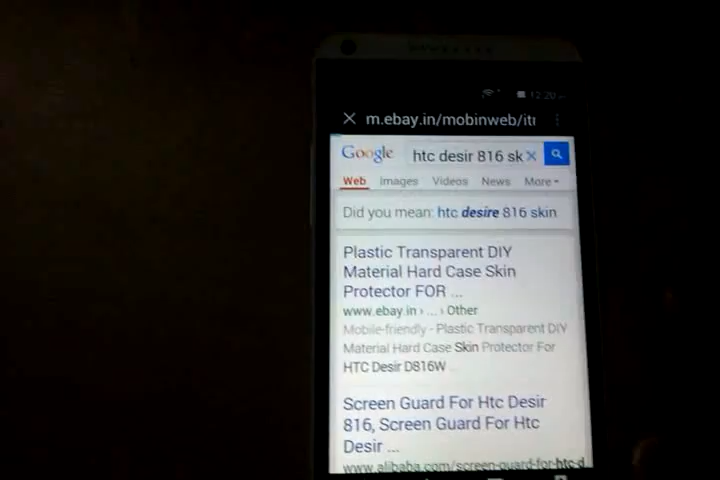 12:20
m.ebay.in/mobinweb/it
Google
htc desir 816 sk
Web Images Videos News More
Did you mean: htc desire 816 skin
Plastic Transparent DIY
Material Hard Case Skin
Protector FOR ...
www.ebay.in › ... › Other
Mobile-friendly - Plastic Transparent DIY
Material Hard Case Skin Protector For
HTC Desir D816W
Screen Guard For Htc Desir
816, Screen Guard For Htc
Desir ...
www.alibaba.com/screen-guard-for-htc-d